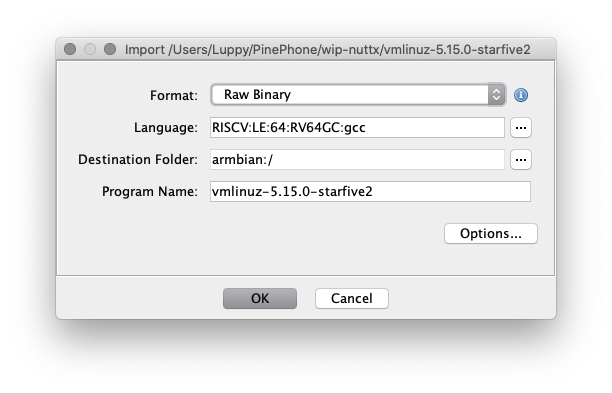 Import /Users/Luppy/PinePhone/wip-nuttx/vmlinuz-5.15.0-starfive2
Format: Raw Binary
Language: RISCV:LE:64:RV64GC:gcc ...
Destination Folder: armbian:/ ...
Program Name: vmlinuz-5.15.0-starfive2
Options...
OK Cancel